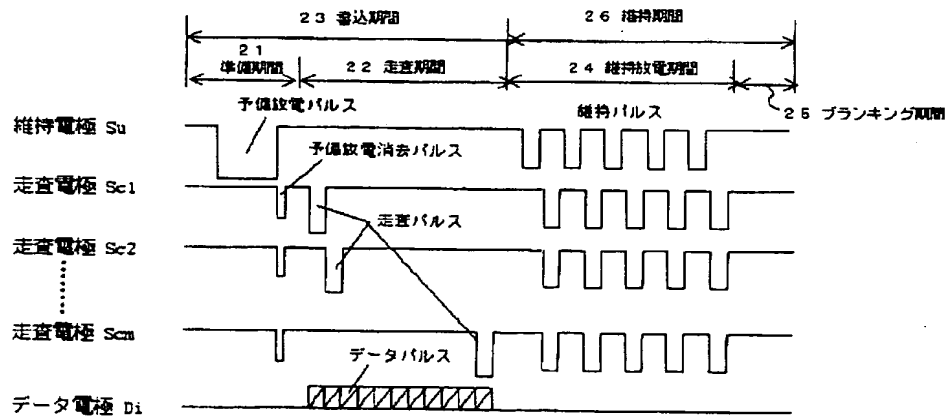 23 書込期間
26 維持期間
21
準備期間
22 走査期間
24 維持放電期間
25 ブランキング期間
予備放電パルス
維持パルス
維持電極 Su
予備放電消去パルス
走査電極 Sc1
走査パルス
走査電極 Sc2
走査電極 Scm
データパルス
データ電極 Di